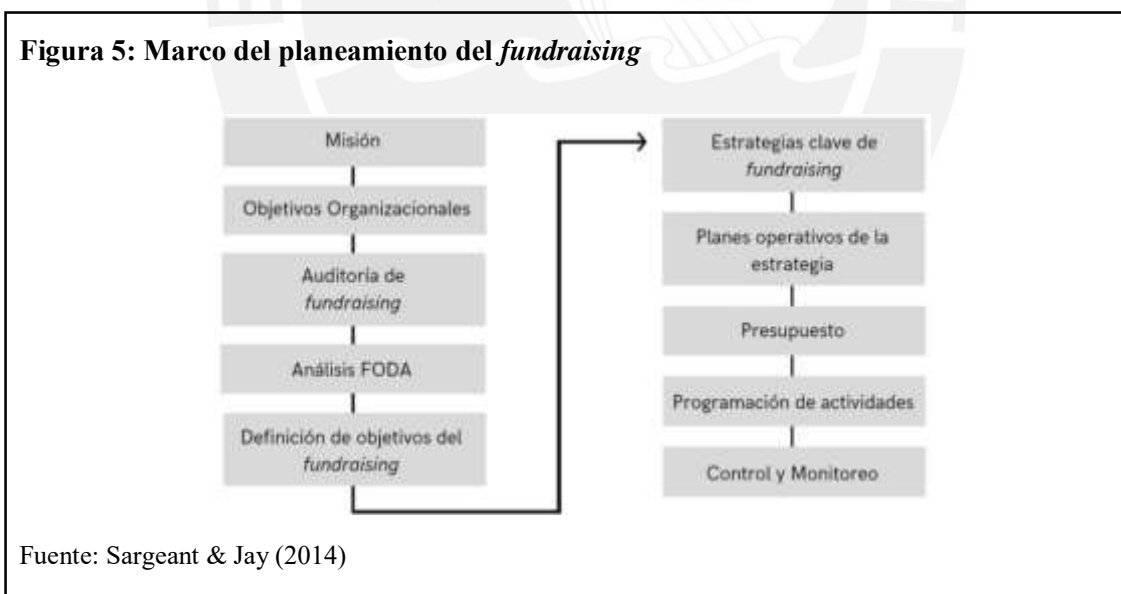 Figura 5: Marco del planeamiento del fundraising
Misión
Objetivos Organizacionales
Auditoría de
fundraising
Análisis FODA
Definición de objetivos del
fundraising
Estrategias clave de
fundraising
Planes operativos de la
estrategia
Presupuesto
Programación de actividades
Control y Monitoreo
Fuente: Sargeant & Jay (2014)